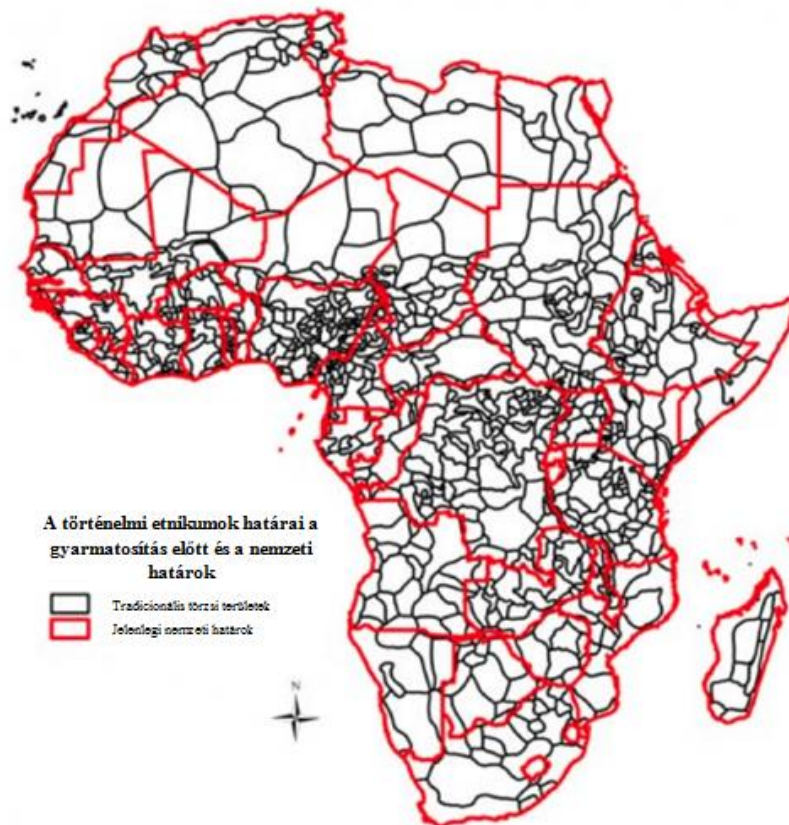 A történelmi etnikumok határai a
gyarmatosítás előtt és a nemzeti
határok
Tradicionális törzsi területek
Jelenlegi nemzeti határok
N